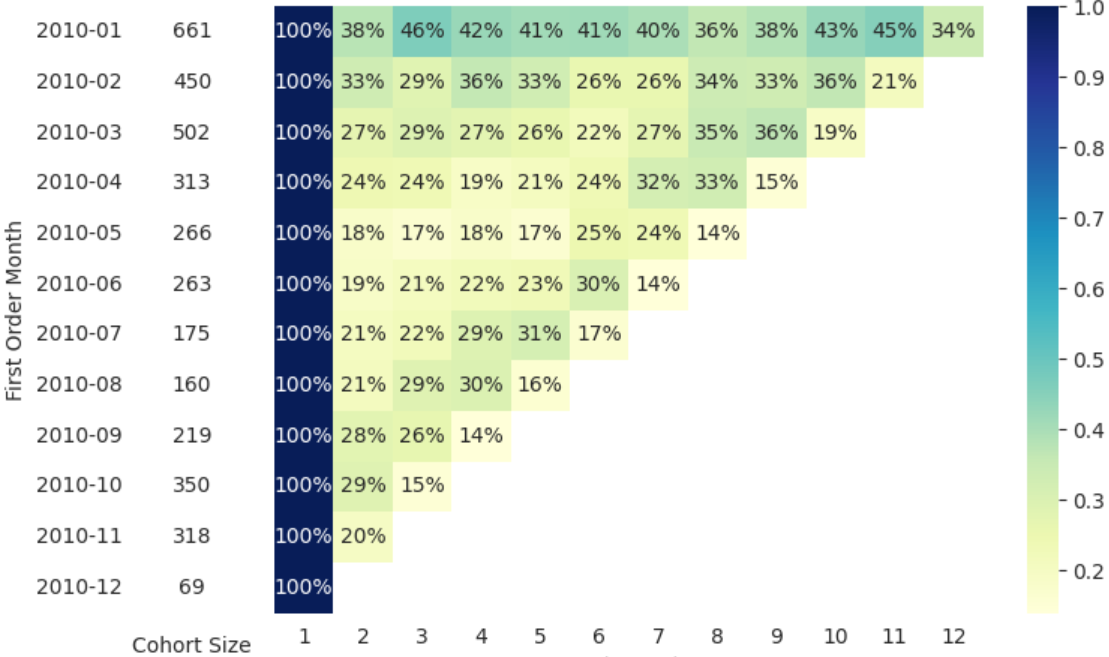 2010-01 661 100% 38% 46% 42% 41% 41% 40% 36% 38% 43% 45% 34%
2010-02 450 100% 33% 29% 36% 33% 26% 26% 34% 33% 36% 21%
2010-03 502 100% 27% 29% 27% 26% 22% 27% 35% 36% 19%
2010-04 313 100% 24% 24% 19% 21% 24% 32% 33% 15%
2010-05 266 100% 18% 17% 18% 17% 25% 24% 14%
2010-06 263 100% 19% 21% 22% 23% 30% 14%
2010-07 175 100% 21% 22% 29% 31% 17%
2010-08 160 100% 21% 29% 30% 16%
2010-09 219 100% 28% 26% 14%
2010-10 350 100% 29% 15%
2010-11 318 100% 20%
2010-12 69 100%
First Order Month
Cohort Size 1 2 3 4 5 6 7 8 9 10 11 12
1.0
0.9
0.8
0.7
0.6
0.5
0.4
0.3
0.2